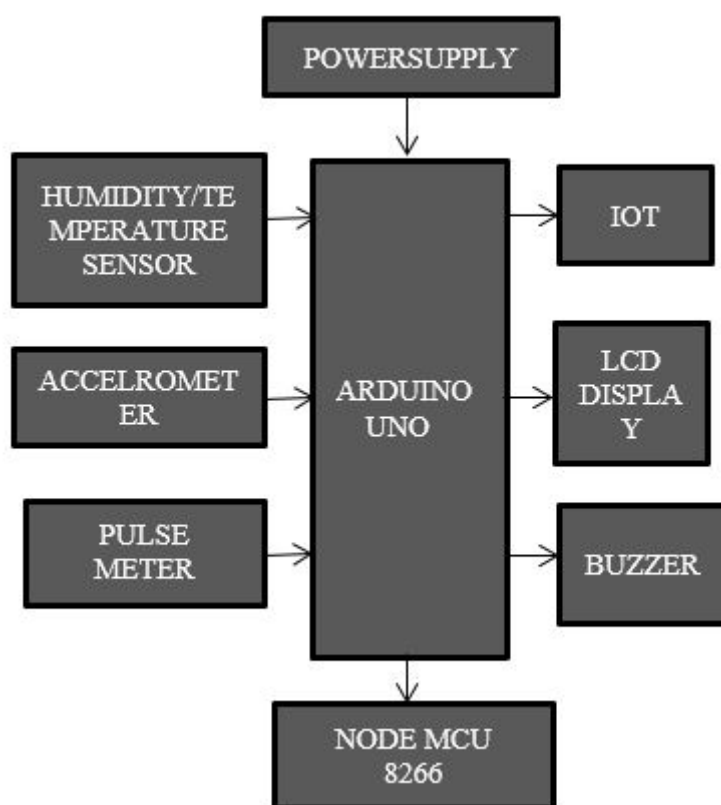 POWERSUPPLY
HUMIDITY/TE
MPERATURE
SENSOR
IOT
ACCELROMET
ER
ARDUINO
UNO
LCD
DISPLA
Y
PULSE
METER
BUZZER
NODE MCU
8266